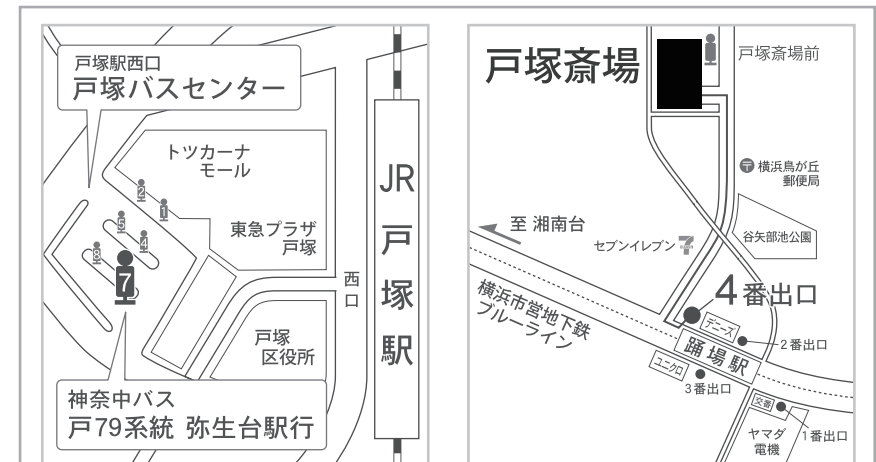 戸塚駅西口
戸塚バスセンター
トツカーナ
モール
2
1
5
4
8
7
東急プラザ
戸塚
西
口
戸塚
区役所
JR
戸
塚
駅
神奈中バス
戸79系統 弥生台駅行
戸塚斎場
戸塚斎場前
〒
横浜鳥が丘
郵便局
至 湘南台
セブンイレブン
7
谷矢部池公園
横浜市営地下鉄
ブルーライン
4番出口
デニーズ
2番出口
踊場駅
ユニクロ
3番出口
交番
1番出口
ヤマダ
電機